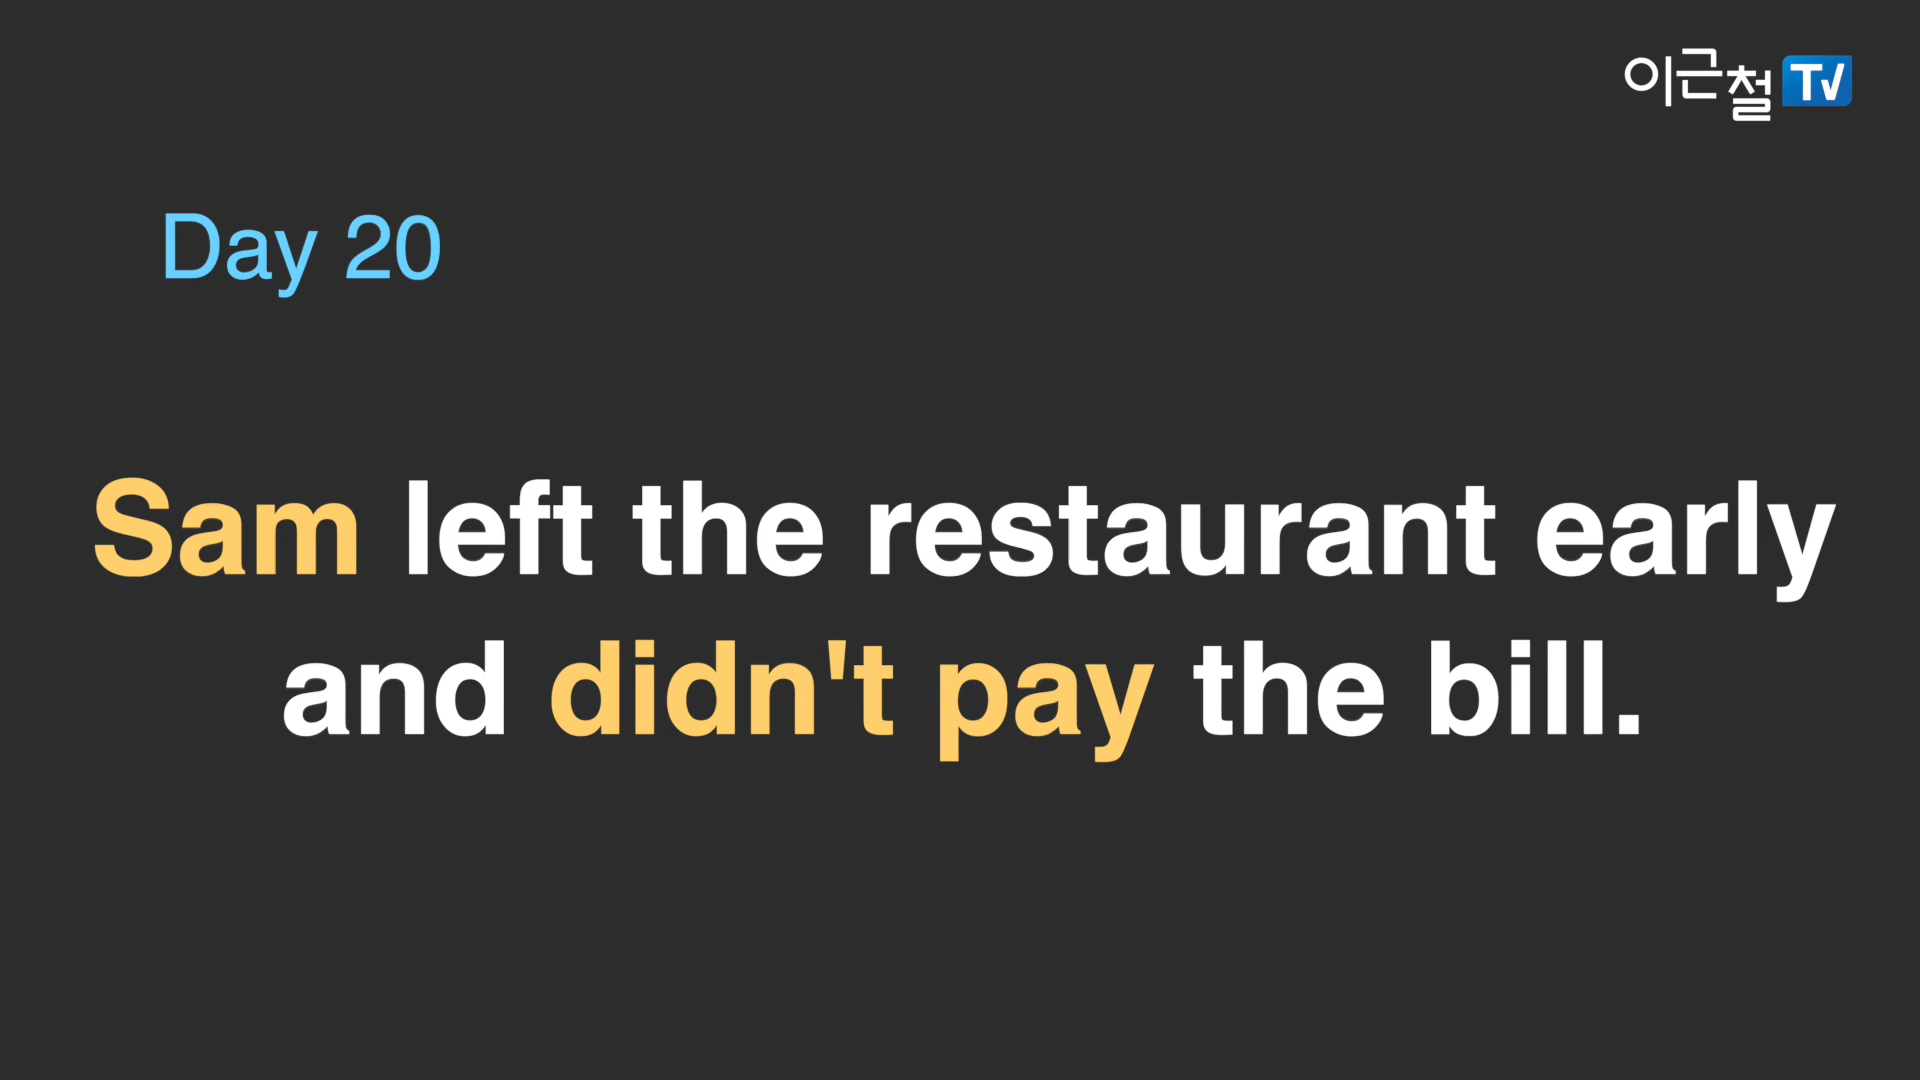 이근철 TV
Day 20
Sam left the restaurant early
and didn't pay the bill.